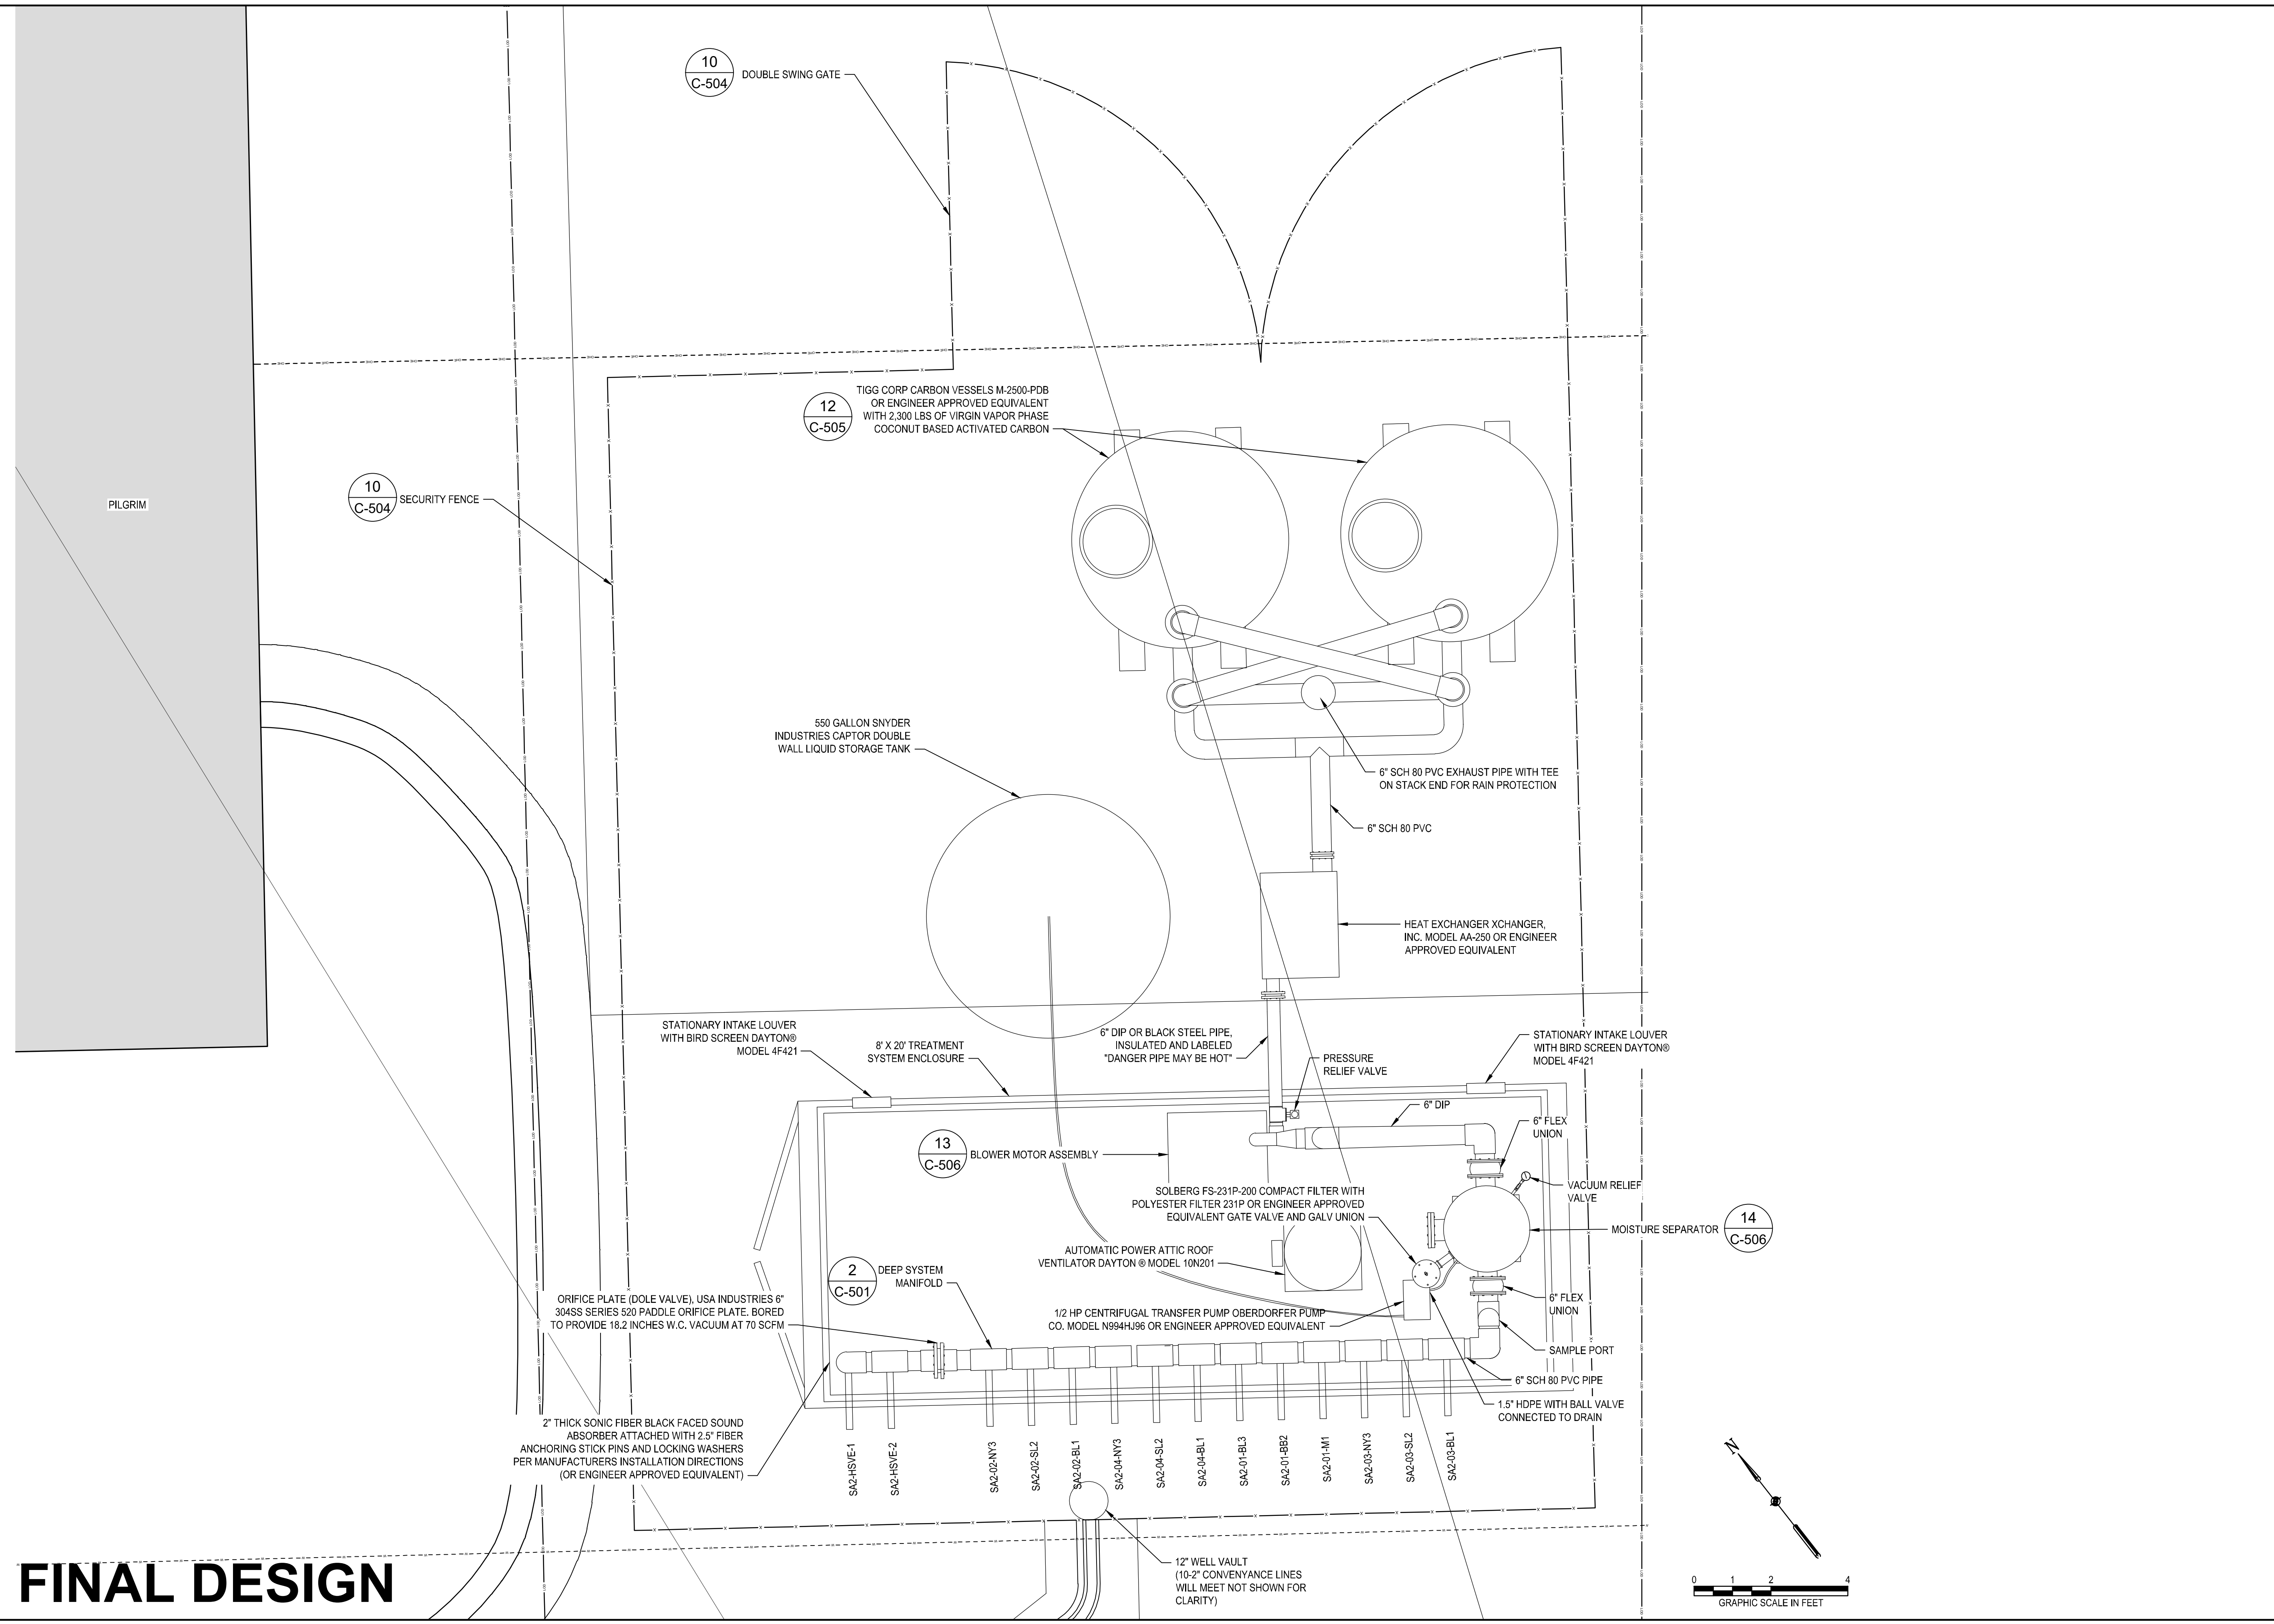 10
C-504
DOUBLE SWING GATE
TIGG CORP CARBON VESSELS M-2500-PDB
OR ENGINEER APPROVED EQUIVALENT
WITH 2,300 LBS OF VIRGIN VAPOR PHASE
COCONUT BASED ACTIVATED CARBON
12
C-505
10
C-504
SECURITY FENCE
PILGRIM
550 GALLON SNYDER
INDUSTRIES CAPTOR DOUBLE
WALL LIQUID STORAGE TANK
6" SCH 80 PVC EXHAUST PIPE WITH TEE
ON STACK END FOR RAIN PROTECTION
6" SCH 80 PVC
HEAT EXCHANGER XCHANGER,
INC. MODEL AA-250 OR ENGINEER
APPROVED EQUIVALENT
STATIONARY INTAKE LOUVER
WITH BIRD SCREEN DAYTON®
MODEL 4F421
8' X 20' TREATMENT
SYSTEM ENCLOSURE
6" DIP OR BLACK STEEL PIPE,
INSULATED AND LABELED
"DANGER PIPE MAY BE HOT"
PRESSURE
RELIEF VALVE
STATIONARY INTAKE LOUVER
WITH BIRD SCREEN DAYTON®
MODEL 4F421
6" DIP
6" FLEX
UNION
13
C-506
BLOWER MOTOR ASSEMBLY
SOLBERG FS-231P-200 COMPACT FILTER WITH
POLYESTER FILTER 231P OR ENGINEER APPROVED
EQUIVALENT GATE VALVE AND GALV UNION
VACUUM RELIEF
VALVE
MOISTURE SEPARATOR
14
C-506
AUTOMATIC POWER ATTIC ROOF
VENTILATOR DAYTON ® MODEL 10N201
2
C-501
DEEP SYSTEM
MANIFOLD
ORIFICE PLATE (DOLE VALVE), USA INDUSTRIES 6"
304SS SERIES 520 PADDLE ORIFICE PLATE. BORED
TO PROVIDE 18.2 INCHES W.C. VACUUM AT 70 SCFM
1/2 HP CENTRIFUGAL TRANSFER PUMP OBERDORFER PUMP
CO. MODEL N994HJ96 OR ENGINEER APPROVED EQUIVALENT
6" FLEX
UNION
SAMPLE PORT
6" SCH 80 PVC PIPE
1.5" HDPE WITH BALL VALVE
CONNECTED TO DRAIN
2" THICK SONIC FIBER BLACK FACED SOUND
ABSORBER ATTACHED WITH 2.5" FIBER
ANCHORING STICK PINS AND LOCKING WASHERS
PER MANUFACTURERS INSTALLATION DIRECTIONS
(OR ENGINEER APPROVED EQUIVALENT)
SA2-HSVE-1
SA2-HSVE-2
SA2-02-NY3
SA2-02-SL2
SA2-02-BL1
SA2-04-NY3
SA2-04-SL2
SA2-04-BL1
SA2-01-BL3
SA2-01-BB2
SA2-01-M1
SA2-03-NY3
SA2-03-SL2
SA2-03-BL1
12" WELL VAULT
(10-2" CONVENYANCE LINES
WILL MEET NOT SHOWN FOR
CLARITY)
N
0 1 2 4
GRAPHIC SCALE IN FEET
FINAL DESIGN